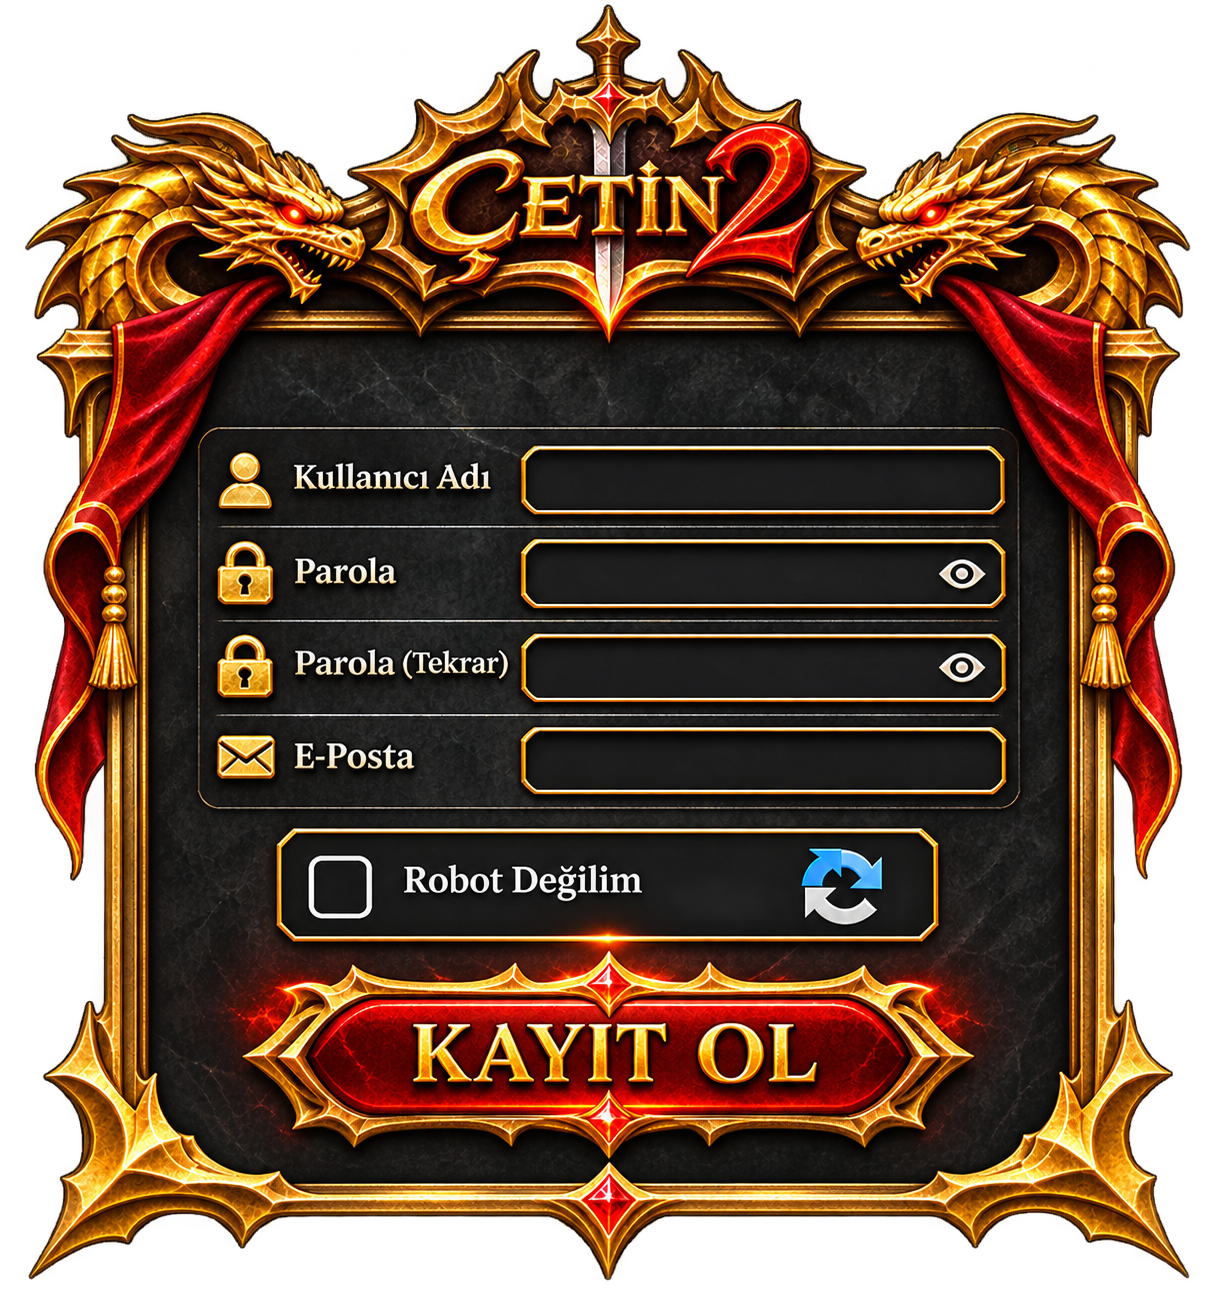 ÇETİN2
Kullanıcı Adı
Parola
Parola (Tekrar)
E-Posta
Robot Değilim
KAYIT OL